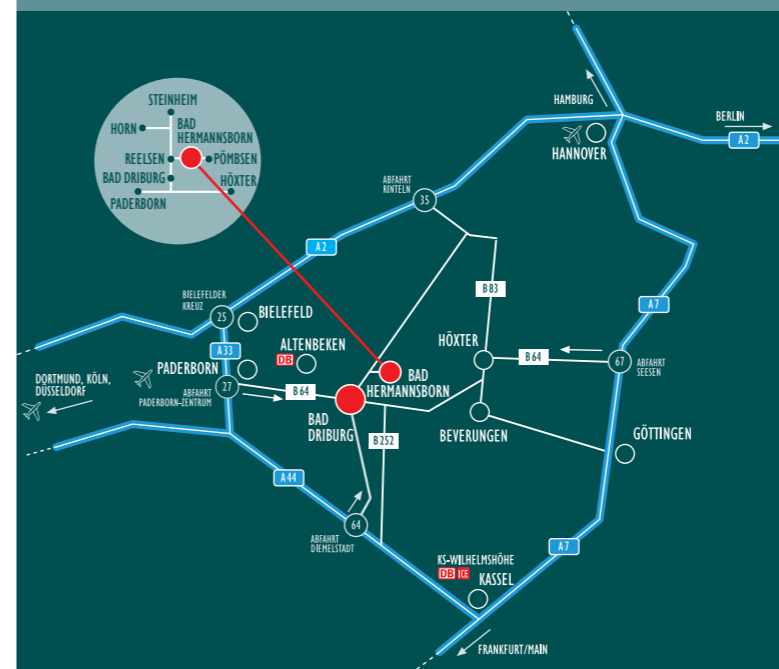 STEINHEIM
HORN
BAD
HERMANNSBORN
REELSEN
PÖMBSEN
BAD DRIBURG
HÖXTER
PADERBORN
HAMBURG
BERLIN
A2
HANNOVER
ABFAHRT
RINTELN
35
A2
B83
A7
BIELEFELDER
KREUZ
25
BIELEFELD
A33
ALTENBEKEN
DB
HÖXTER
B64
67
ABFAHRT
SEESEN
PADERBORN
DORTMUND, KÖLN,
DÜSSELDORF
27
ABFAHRT
PADERBORN-ZENTRUM
B64
BAD
HERMANNSBORN
BAD
DRIBURG
B252
BEVERUNGEN
GÖTTINGEN
A44
64
ABFAHRT
DIEMELSTADT
A7
KS-WILHELMSHÖHE
DB ICE
KASSEL
FRANKFURT/MAIN